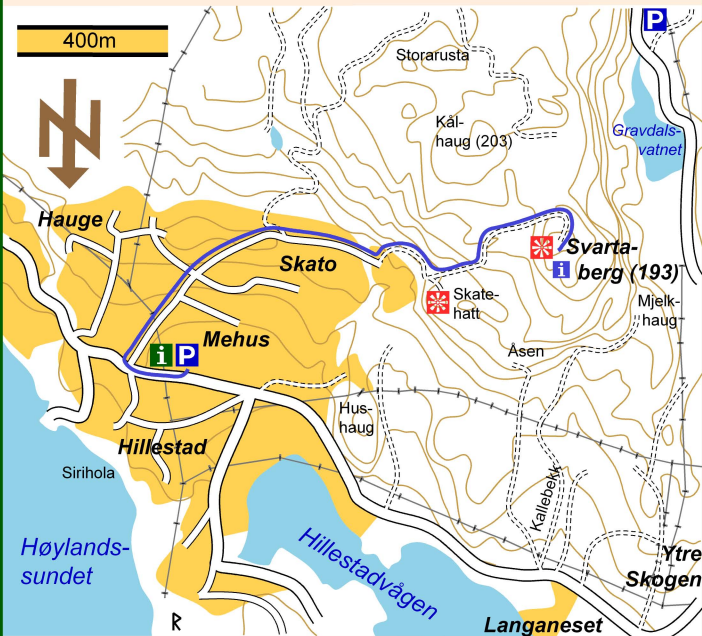 400m
P
Storarusta
Kål-
haug (203)
Gravdals-
vatnet
N
Hauge
Skato
Svarta-
berg (193)
i
Skate-
hatt
Mjelk-
haug
Mehus
i P
Åsen
Hus-
haug
Hillestad
Sirihola
Kallebekk
Høylands-
sundet
Hillestadvågen
Ytre
Skogen
Langaneset
R